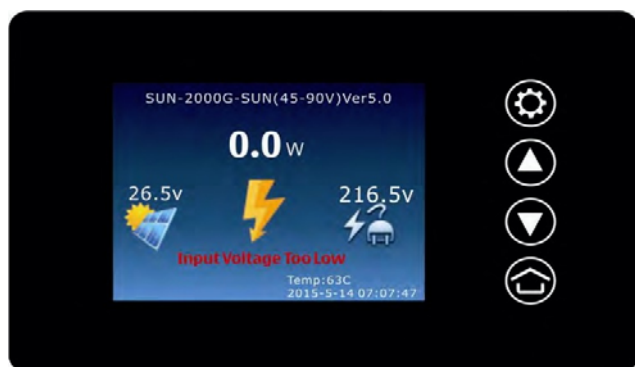 SUN-2000G-SUN(45-90V)Ver5.0
0.0 W
26.5v
216.5v
Input Voltage Too Low
Temp:63C
2015-5-14 07:07:47